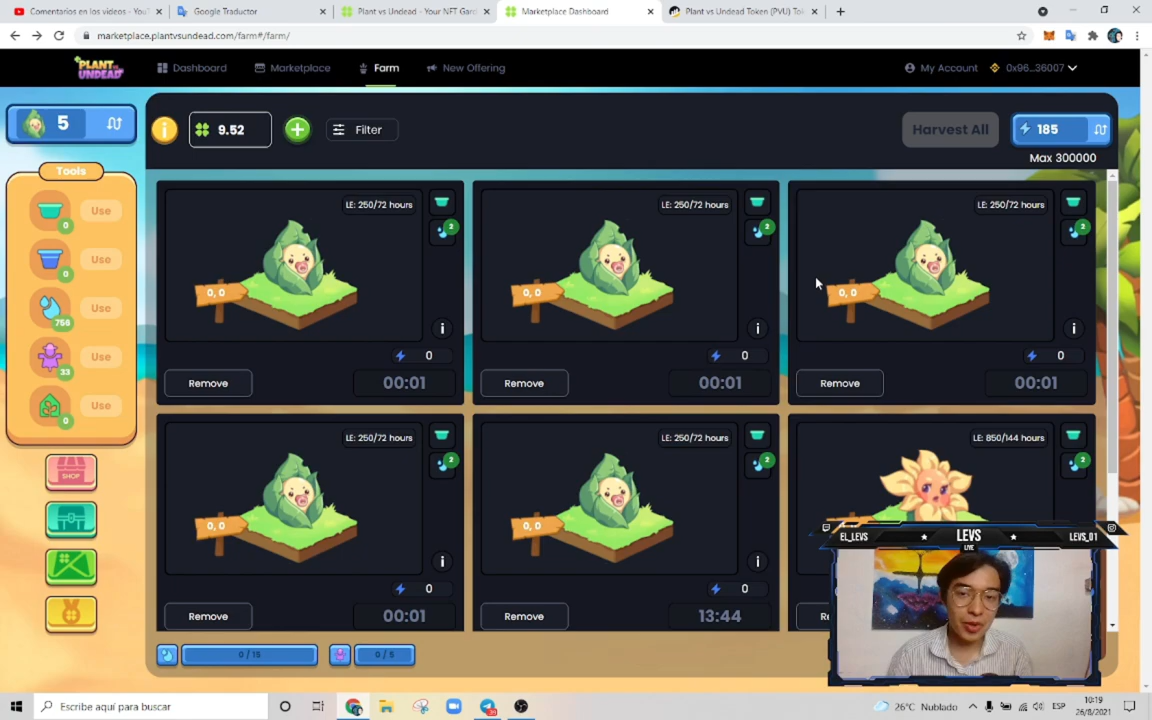 Comentarios en los videos - You
Google Traductor
Plant vs Undead - Your NFT Gar
Marketplace Dashboard
Plant vs Undead Token (PVU) To
marketplace.plantvsundead.com/farm#/farm/
PLANT UNDEAD
Dashboard
Marketplace
Farm
New Offering
My Account
0x96...36007
5
9.52
Filter
Harvest All
185
Max 300000
Tools
0
Use
0
Use
756
Use
33
Use
0
Use
SHOP
LE: 250/72 hours
2
0, 0
0
Remove
00:01
LE: 250/72 hours
2
0, 0
0
Remove
00:01
LE: 250/72 hours
2
0, 0
0
Remove
00:01
LE: 250/72 hours
2
0, 0
0
Remove
00:01
LE: 250/72 hours
2
0, 0
0
Remove
13:44
LE: 850/144 hours
2
Re
0 / 15
0 / 5
EL_LEVS
LEVS
LIVE
LEVS_01
Escribe aquí para buscar
26°C Nublado
ESP
10:19
26/8/2021